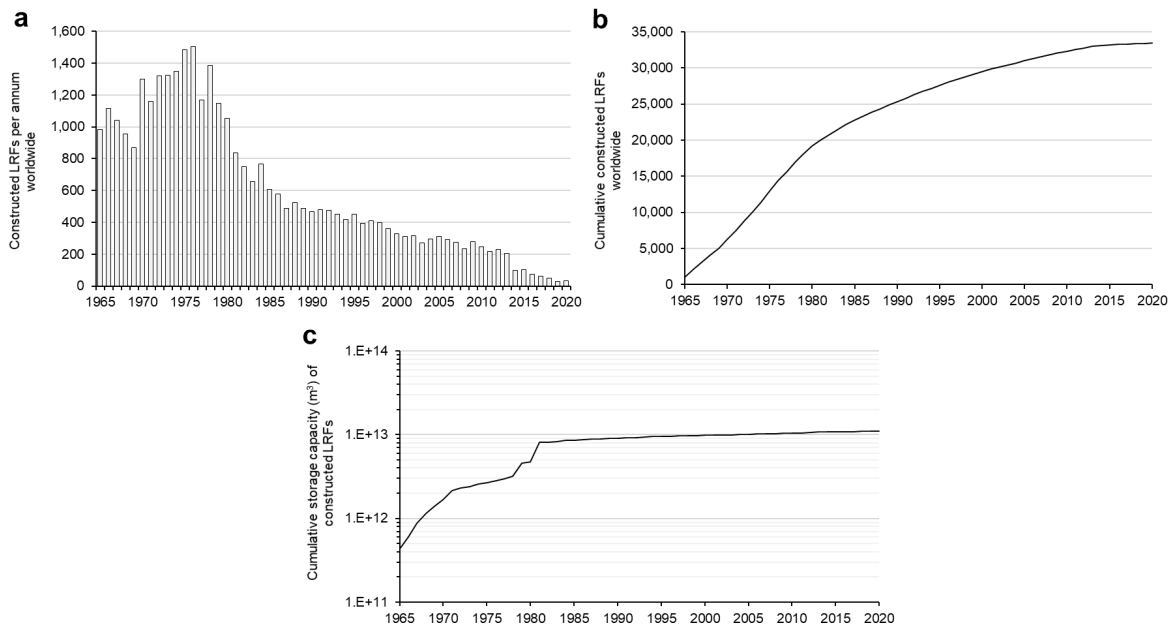 a
Constructed LRFs per annum
worldwide
1,600
1,400
1,200
1,000
800
600
400
200
0
1965 1970 1975 1980 1985 1990 1995 2000 2005 2010 2015 2020
b
Cumulative constructed LRFs
worldwide
35,000
30,000
25,000
20,000
15,000
10,000
5,000
0
1965 1970 1975 1980 1985 1990 1995 2000 2005 2010 2015 2020
c
Cumulative storage capacity (m³) of
constructed LRFs
1.E+14
1.E+13
1.E+12
1.E+11
1965 1970 1975 1980 1985 1990 1995 2000 2005 2010 2015 2020